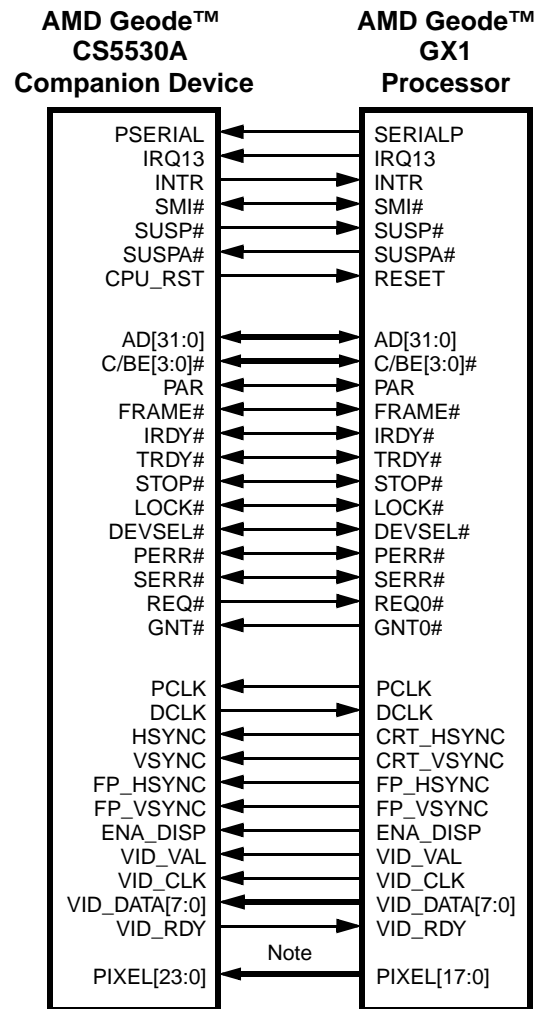 AMD Geode™ CS5530A Companion Device
AMD Geode™ GX1 Processor
PSERIAL SERIALP
IRQ13 IRQ13
INTR INTR
SMI# SMI#
SUSP# SUSP#
SUSPA# SUSPA#
CPU_RST RESET
AD[31:0] AD[31:0]
C/BE[3:0]# C/BE[3:0]#
PAR PAR
FRAME# FRAME#
IRDY# IRDY#
TRDY# TRDY#
STOP# STOP#
LOCK# LOCK#
DEVSEL# DEVSEL#
PERR# PERR#
SERR# SERR#
REQ# REQ0#
GNT# GNT0#
PCLK PCLK
DCLK DCLK
HSYNC CRT_HSYNC
VSYNC CRT_VSYNC
FP_HSYNC FP_HSYNC
FP_VSYNC FP_VSYNC
ENA_DISP ENA_DISP
VID_VAL VID_VAL
VID_CLK VID_CLK
VID_DATA[7:0] VID_DATA[7:0]
VID_RDY VID_RDY
Note
PIXEL[23:0] PIXEL[17:0]